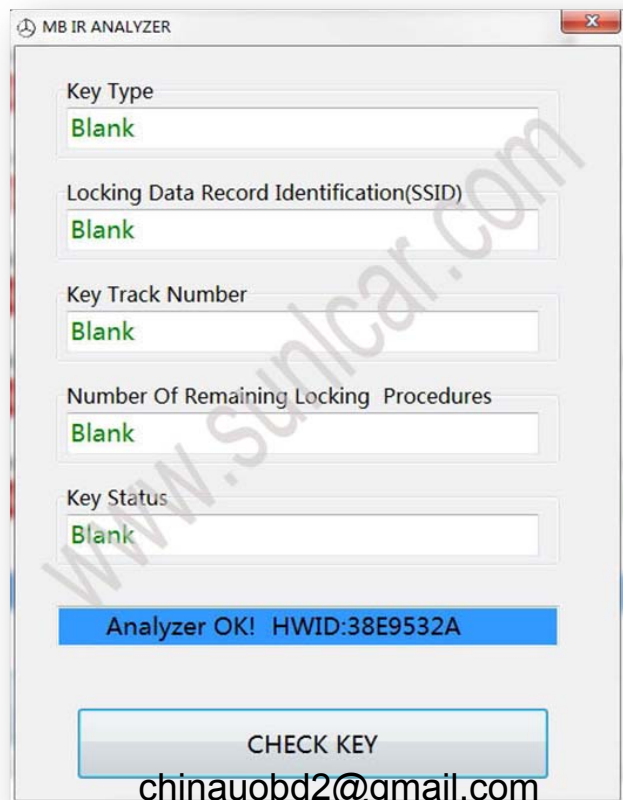 MB IR ANALYZER
Key Type
Blank
Locking Data Record Identification(SSID)
Blank
Key Track Number
Blank
Number Of Remaining Locking Procedures
Blank
Key Status
Blank
www.sunlcar.com
Analyzer OK! HWID:38E9532A
CHECK KEY
chinauobd2@gmail.com